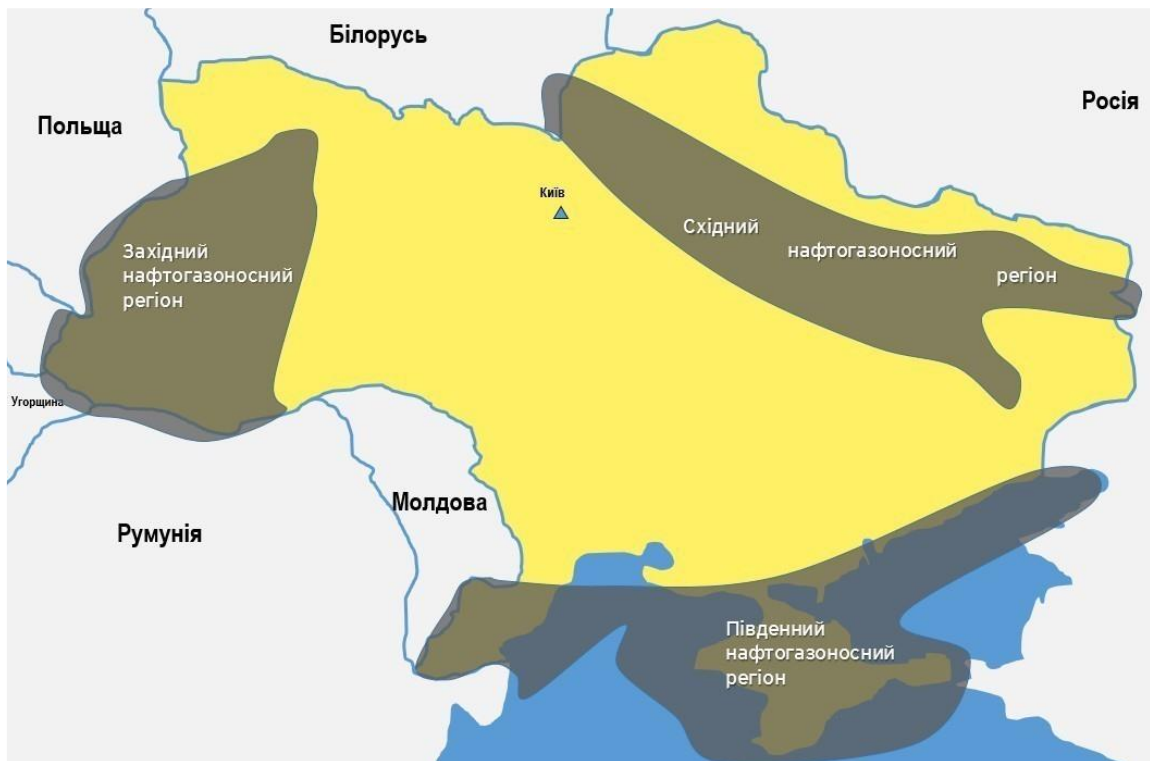 Білорусь
Польща
Росія
Київ
Східний нафтогазоносний регіон
Західний
нафтогазоносний
регіон
Угорщина
Молдова
Румунія
Південний
нафтогазоносний
регіон